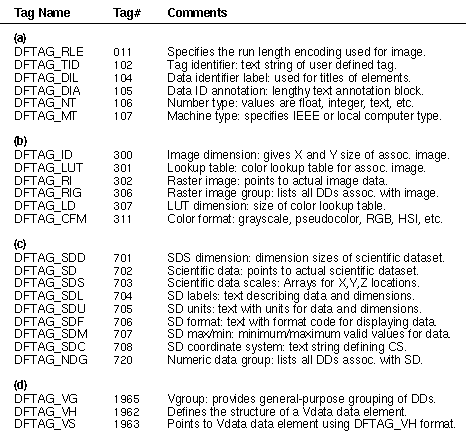 Tag Name Tag# Comments
(a)
DFTAG_RLE 011 Specifies the run length encoding used for image.
DFTAG_TID 102 Tag identifier: text string of user defined tag.
DFTAG_DIL 104 Data identifier label: used for titles of elements.
DFTAG_DIA 105 Data ID annotation: lengthy text annotation block.
DFTAG_NT 106 Number type: values are float, integer, text, etc.
DFTAG_MT 107 Machine type: specifies IEEE or local computer type.
(b)
DFTAG_ID 300 Image dimension: gives X and Y size of assoc. image.
DFTAG_LUT 301 Lookup table: color lookup table for assoc. image.
DFTAG_RI 302 Raster image: points to actual image data.
DFTAG_RIG 306 Raster image group: lists all DDs assoc. with image.
DFTAG_LD 307 LUT dimension: size of color lookup table.
DFTAG_CFM 311 Color format: grayscale, pseudocolor, RGB, HSI, etc.
(c)
DFTAG_SDD 701 SDS dimension: dimension sizes of scientific dataset.
DFTAG_SD 702 Scientific data: points to actual scientific dataset.
DFTAG_SDS 703 Scientific data scales: Arrays for X,Y,Z locations.
DFTAG_SDL 704 SD labels: text describing data and dimensions.
DFTAG_SDU 705 SD units: text with units for data and dimensions.
DFTAG_SDF 706 SD format: text with format code for displaying data.
DFTAG_SDM 707 SD max/min: minimum/maximum valid values for data.
DFTAG_SDC 708 SD coordinate system: text string defining CS.
DFTAG_NDG 720 Numeric data group: lists all DDs assoc. with SD.
(d)
DFTAG_VG 1965 Vgroup: provides general-purpose grouping of DDs.
DFTAG_VH 1962 Defines the structure of a Vdata data element.
DFTAG_VS 1963 Points to Vdata data element using DFTAG_VH format.